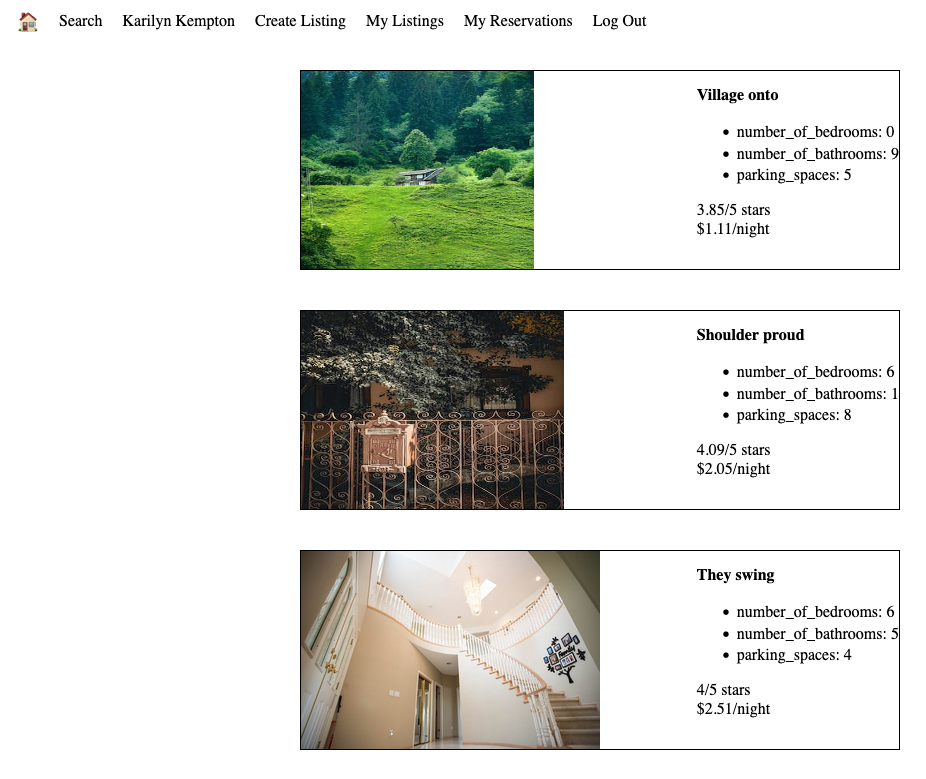 Search Karilyn Kempton Create Listing My Listings My Reservations Log Out
Village onto
number_of_bedrooms: 0
number_of_bathrooms: 9
parking_spaces: 5
3.85/5 stars
$1.11/night
Shoulder proud
number_of_bedrooms: 6
number_of_bathrooms: 1
parking_spaces: 8
4.09/5 stars
$2.05/night
They swing
number_of_bedrooms: 6
number_of_bathrooms: 5
parking_spaces: 4
4/5 stars
$2.51/night